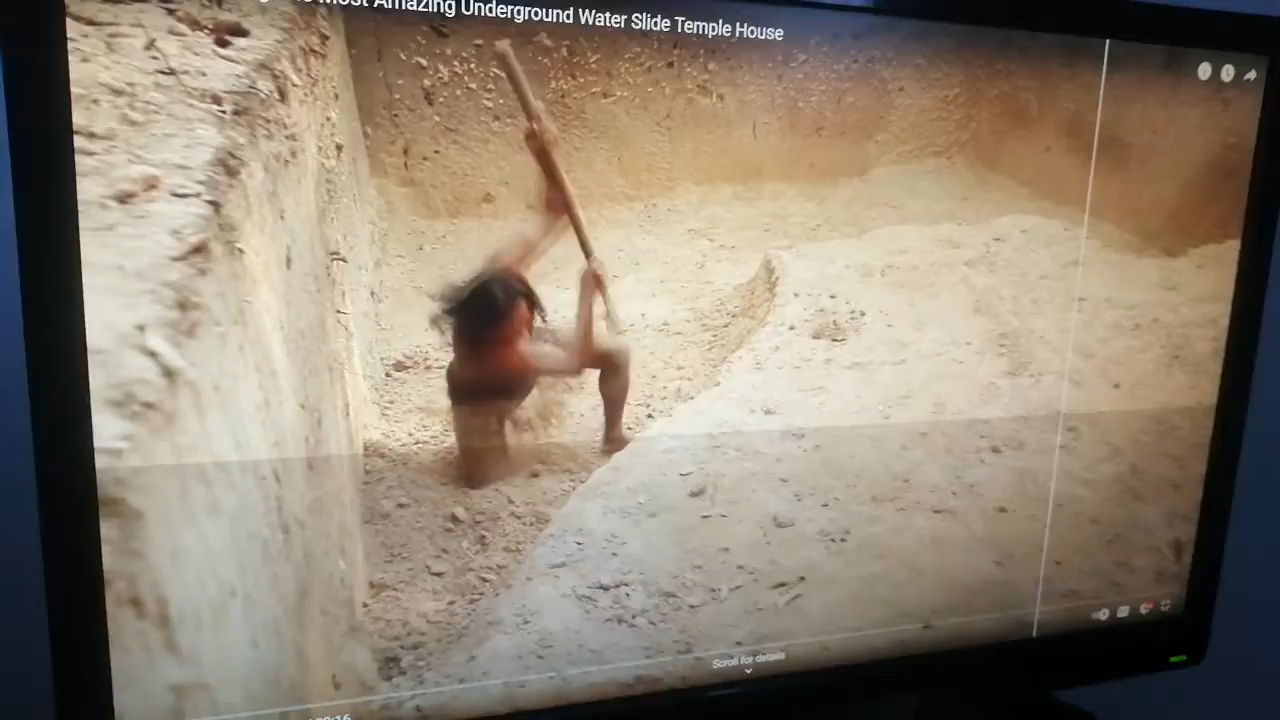 Most Amazing Underground Water Slide Temple House
Scroll for details